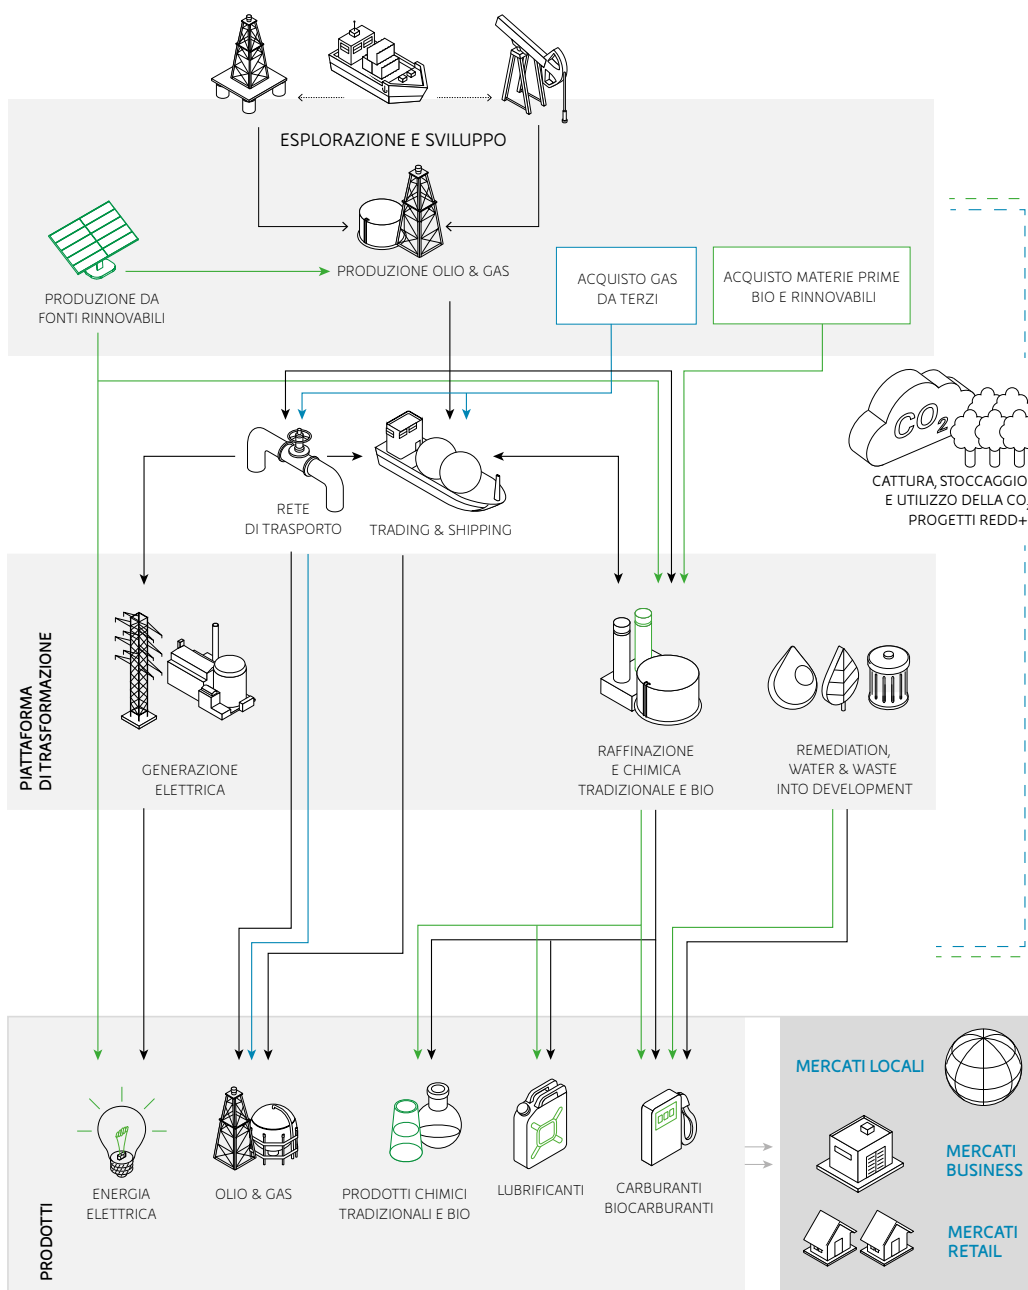 ESPLORAZIONE E SVILUPPO
PRODUZIONE OLIO & GAS
PRODUZIONE DA
FONTI RINNOVABILI
ACQUISTO GAS
DA TERZI
ACQUISTO MATERIE PRIME
BIO E RINNOVABILI
CO₂
CATTURA, STOCCAGGIO
E UTILIZZO DELLA CO₂
PROGETTI REDD+
RETE
DI TRASPORTO
TRADING & SHIPPING
PIATTAFORMA
DI TRASFORMAZIONE
GENERAZIONE
ELETTRICA
RAFFINAZIONE
E CHIMICA
TRADIZIONALE E BIO
REMEDIATION,
WATER & WASTE
INTO DEVELOPMENT
PRODOTTI
ENERGIA
ELETTRICA
OLIO & GAS
PRODOTTI CHIMICI
TRADIZIONALI E BIO
LUBRIFICANTI
CARBURANTI
BIOCARBURANTI
MERCATI LOCALI
MERCATI
BUSINESS
MERCATI
RETAIL